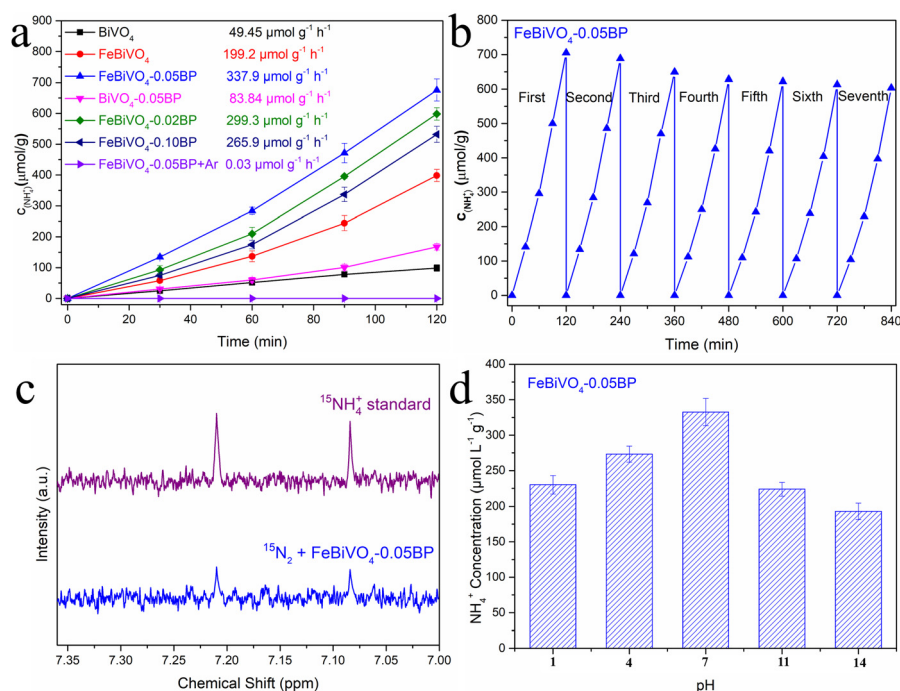 a
BiVO₄ 49.45 µmol g⁻¹ h⁻¹
FeBiVO₄ 199.2 µmol g⁻¹ h⁻¹
FeBiVO₄-0.05BP 337.9 µmol g⁻¹ h⁻¹
BiVO₄-0.05BP 83.84 µmol g⁻¹ h⁻¹
FeBiVO₄-0.02BP 299.3 µmol g⁻¹ h⁻¹
FeBiVO₄-0.10BP 265.9 µmol g⁻¹ h⁻¹
FeBiVO₄-0.05BP+Ar 0.03 µmol g⁻¹ h⁻¹
900
800
700
600
500
400
300
200
100
0
c(NH₄⁺)(µmol/g)
0 20 40 60 80 100 120
Time (min)
b
FeBiVO₄-0.05BP
800
700
600
500
400
300
200
100
0
c(NH₄⁺) (µmol/g)
First Second Third Fourth Fifth Sixth Seventh
0 120 240 360 480 600 720 840
Time (min)
c
¹⁵NH₄⁺ standard
¹⁵N₂ + FeBiVO₄-0.05BP
Intensity (a.u.)
7.35 7.30 7.25 7.20 7.15 7.10 7.05 7.00
Chemical Shift (ppm)
d
FeBiVO₄-0.05BP
400
350
300
250
200
150
100
50
0
NH₄⁺ Concentration (µmol L⁻¹ g⁻¹)
1 4 7 11 14
pH